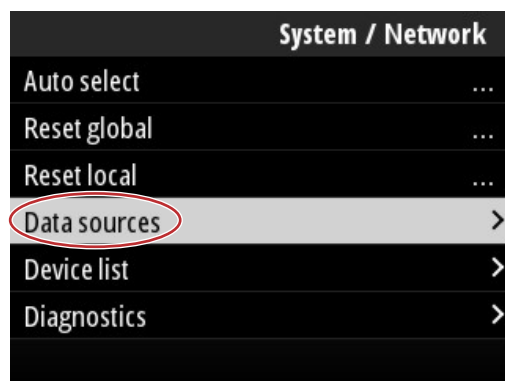 System / Network
Auto select ...
Reset global ...
Reset local ...
Data sources >
Device list >
Diagnostics >